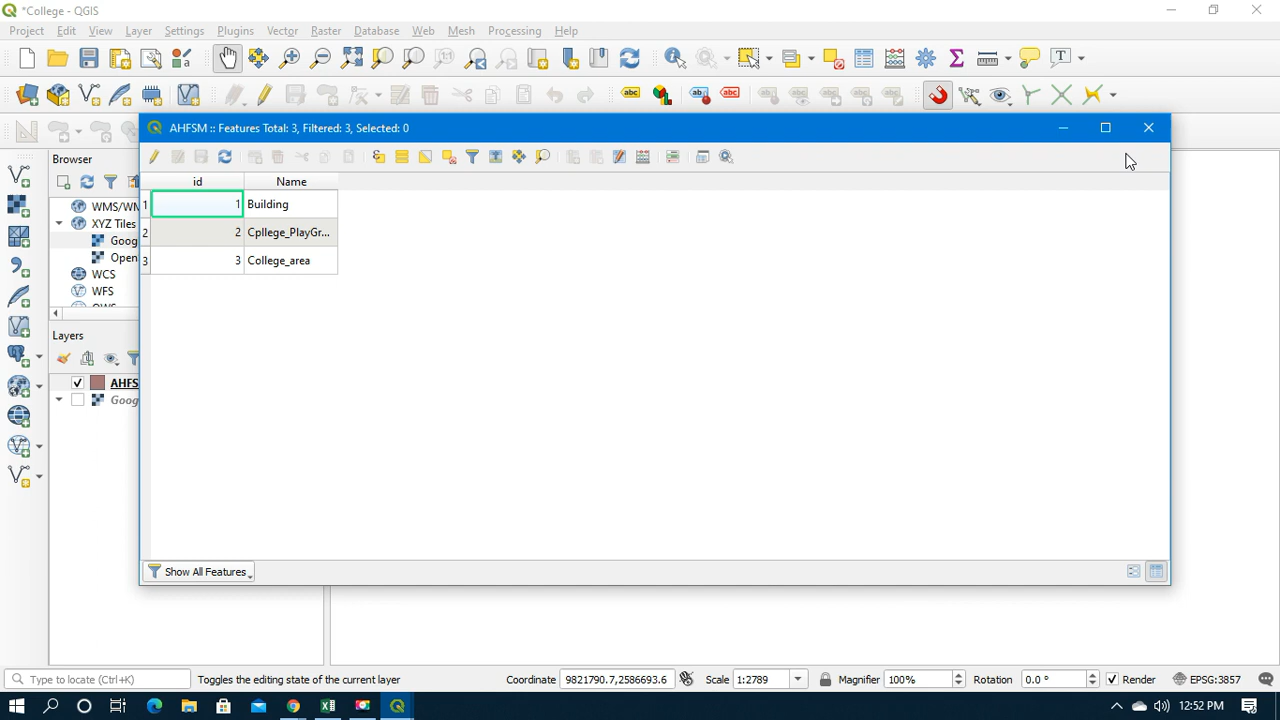 *College - QGIS
Project Edit View Layer Settings Plugins Vector Raster Database Web Mesh Processing Help
AHFSM :: Features Total: 3, Filtered: 3, Selected: 0
Browser
WMS/WM
XYZ Tiles
Goog
Open
WCS
WFS
Layers
AHFS
Goog
id Name
1 1 Building
2 2 Cpllege_PlayGr...
3 3 College_area
Show All Features
Type to locate (Ctrl+K) Toggles the editing state of the current layer Coordinate 9821790.7,2586693.6 Scale 1:2789 Magnifier 100% Rotation 0.0 ° Render EPSG:3857
12:52 PM